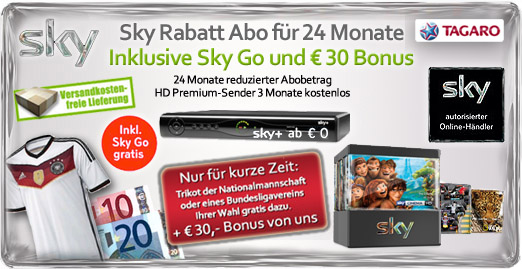 sky
Sky Rabatt Abo für 24 Monate
TAGARO
Inklusive Sky Go und € 30 Bonus
24 Monate reduzierter Abobetrag
HD Premium-Sender 3 Monate kostenlos
Versandkosten-
freie Lieferung
sky
autorisierter
Online-Händler
Inkl.
Sky Go
gratis
sky+ ab € 0
Nur für kurze Zeit:
Trikot der Nationalmannschaft
oder eines Bundesligavereins
Ihrer Wahl gratis dazu.
+ € 30,- Bonus von uns
10
20
sky